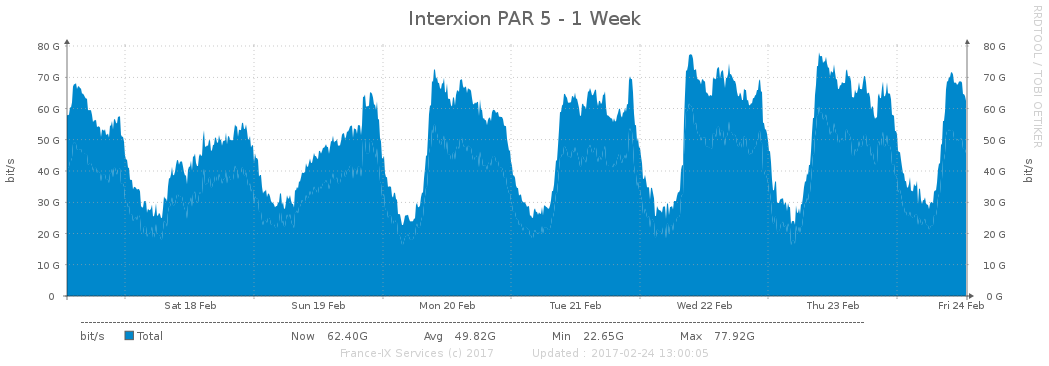 Interxion PAR 5 - 1 Week
RRDTOOL / TOBI OETIKER
bit/s
80 G
70 G
60 G
50 G
40 G
30 G
20 G
10 G
0
80 G
70 G
60 G
50 G
40 G
30 G
20 G
10 G
0 G
bit/s
Sat 18 Feb Sun 19 Feb Mon 20 Feb Tue 21 Feb Wed 22 Feb Thu 23 Feb Fri 24 Feb
bit/s Total Now 62.40G Avg 49.82G Min 22.65G Max 77.92G
France-IX Services (c) 2017 Updated : 2017-02-24 13:00:05